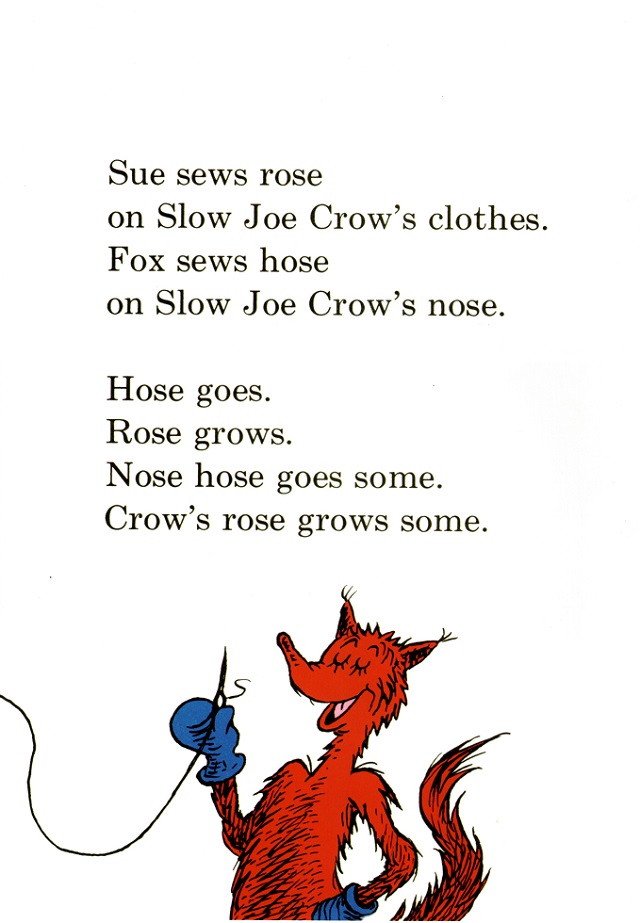 Sue sews rose
on Slow Joe Crow’s clothes.
Fox sews hose
on Slow Joe Crow’s nose.
Hose goes.
Rose grows.
Nose hose goes some.
Crow’s rose grows some.